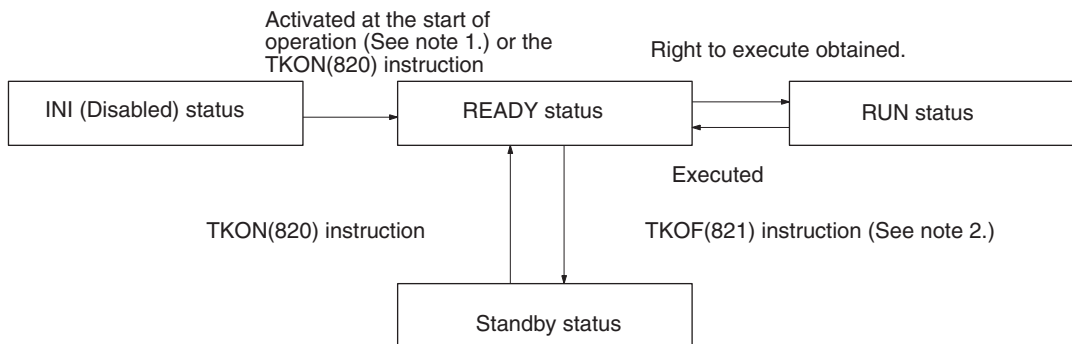 Activated at the start of
operation (See note 1.) or the
TKON(820) instruction
Right to execute obtained.
INI (Disabled) status
READY status
RUN status
Executed
TKON(820) instruction
TKOF(821) instruction (See note 2.)
Standby status